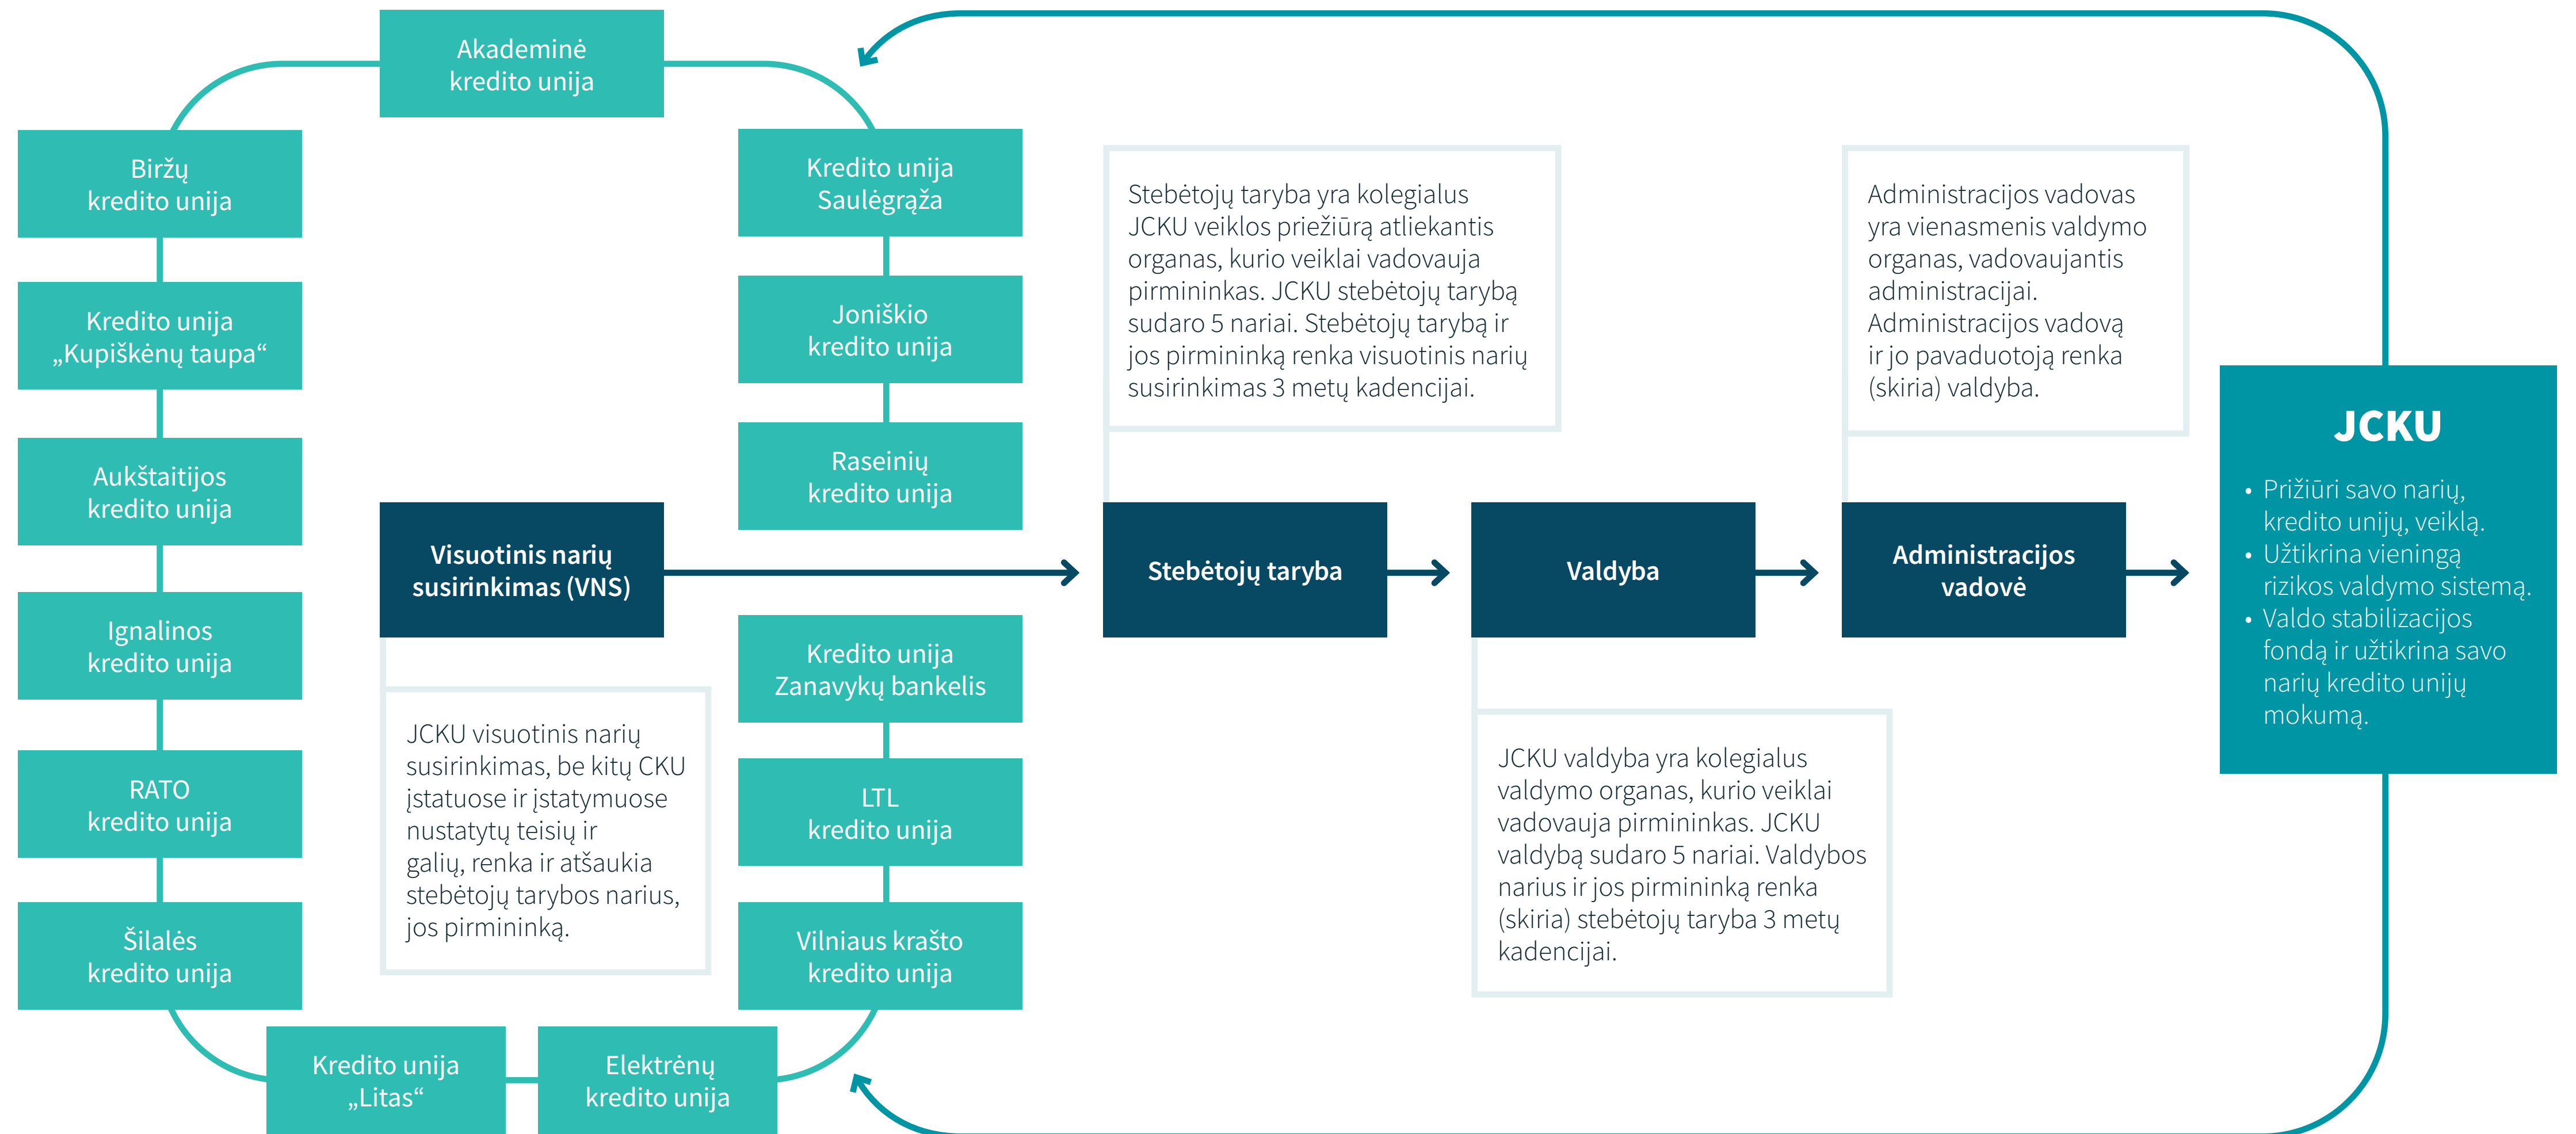 Akademinė
kredito unija
Biržų
kredito unija
Kredito unija
„Kupiškėnų taupa“
Aukštaitijos
kredito unija
Ignalinos
kredito unija
RATO
kredito unija
Šilalės
kredito unija
Kredito unija
„Litas“
Elektrėnų
kredito unija
Kredito unija
Saulėgrąža
Joniškio
kredito unija
Raseinių
kredito unija
Kredito unija
Zanavykų bankelis
LTL
kredito unija
Vilniaus krašto
kredito unija
Visuotinis narių
susirinkimas (VNS)
JCKU visuotinis narių
susirinkimas, be kitų CKU
įstatuose ir įstatymuose
nustatytų teisių ir
galių, renka ir atšaukia
stebėtojų tarybos narius,
jos pirmininką.
Stebėtojų taryba yra kolegialus
JCKU veiklos priežiūrą atliekantis
organas, kurio veiklai vadovauja
pirmininkas. JCKU stebėtojų tarybą
sudaro 5 nariai. Stebėtojų tarybą ir
jos pirmininką renka visuotinis narių
susirinkimas 3 metų kadencijai.
Stebėtojų taryba
Valdyba
JCKU valdyba yra kolegialus
valdymo organas, kurio veiklai
vadovauja pirmininkas. JCKU
valdybą sudaro 5 nariai. Valdybos
narius ir jos pirmininką renka
(skiria) stebėtojų taryba 3 metų
kadencijai.
Administracijos vadovas
yra vienasmenis valdymo
organas, vadovaujantis
administracijai.
Administracijos vadovą
ir jo pavaduotoją renka
(skiria) valdyba.
Administracijos
vadovė
JCKU
• Prižiūri savo narių,
kredito unijų, veiklą.
• Užtikrina vieningą
rizikos valdymo sistemą.
• Valdo stabilizacijos
fondą ir užtikrina savo
narių kredito unijų
mokumą.